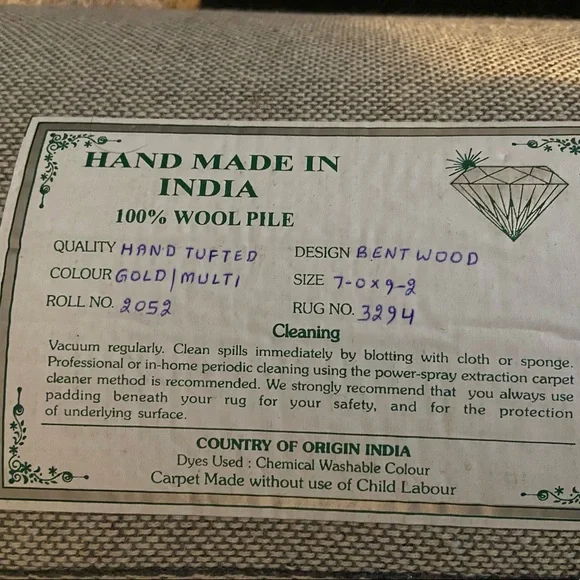 HAND MADE IN
INDIA
100% WOOL PILE
QUALITY HAND TUFTED DESIGN BENTWOOD
COLOUR GOLD/MULTI SIZE 7-0x9-2
ROLL NO. 2052 RUG NO. 3294
Cleaning
Vacuum regularly. Clean spills immediately by blotting with cloth or sponge.
Professional or in-home periodic cleaning using the power-spray extraction carpet
cleaner method is recommended. We strongly recommend that you always use
padding beneath your rug for your safety, and for the protection
of underlying surface.
COUNTRY OF ORIGIN INDIA
Dyes Used : Chemical Washable Colour
Carpet Made without use of Child Labour